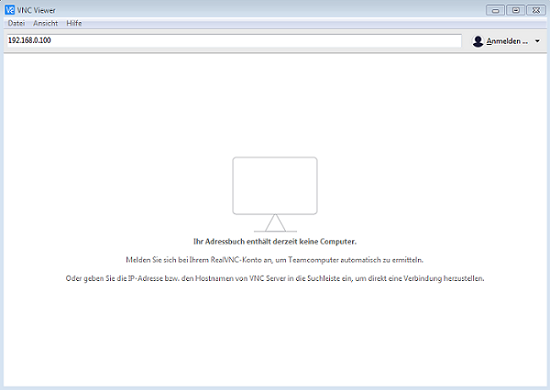 VNC Viewer
Datei Ansicht Hilfe
192.168.0.100 Anmelden ...
Ihr Adressbuch enthält derzeit keine Computer.
Melden Sie sich bei Ihrem RealVNC-Konto an, um Teamcomputer automatisch zu ermitteln.
Oder geben Sie die IP-Adresse bzw. den Hostnamen von VNC Server in die Suchleiste ein, um direkt eine Verbindung herzustellen.